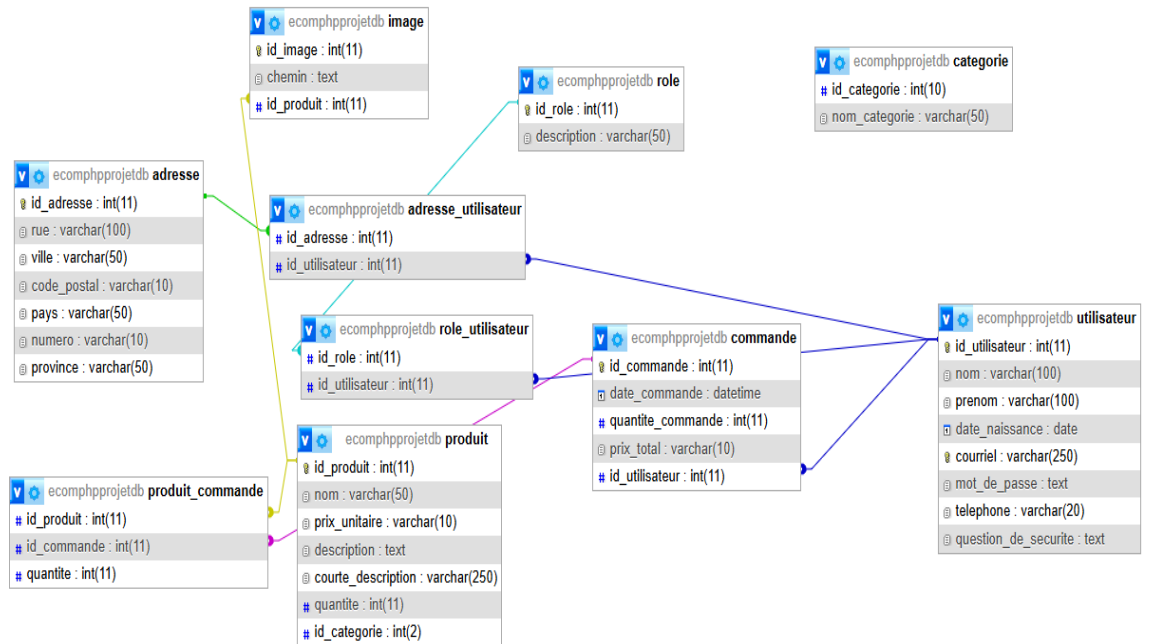 ecomphpprojetdb image
id_image : int(11)
chemin : text
id_produit : int(11)
ecomphpprojetdb role
id_role : int(11)
description : varchar(50)
ecomphpprojetdb categorie
id_categorie : int(10)
nom_categorie : varchar(50)
ecomphpprojetdb adresse
id_adresse : int(11)
rue : varchar(100)
ville : varchar(50)
code_postal : varchar(10)
pays : varchar(50)
numero : varchar(10)
province : varchar(50)
ecomphpprojetdb adresse_utilisateur
id_adresse : int(11)
id_utilisateur : int(11)
ecomphpprojetdb role_utilisateur
id_role : int(11)
id_utilisateur : int(11)
ecomphpprojetdb commande
id_commande : int(11)
date_commande : datetime
quantite_commande : int(11)
prix_total : varchar(10)
id_utilisateur : int(11)
ecomphpprojetdb utilisateur
id_utilisateur : int(11)
nom : varchar(100)
prenom : varchar(100)
date_naissance : date
courriel : varchar(250)
mot_de_passe : text
telephone : varchar(20)
question_de_securite : text
ecomphpprojetdb produit_commande
id_produit : int(11)
id_commande : int(11)
quantite : int(11)
ecomphpprojetdb produit
id_produit : int(11)
nom : varchar(50)
prix_unitaire : varchar(10)
description : text
courte_description : varchar(250)
quantite : int(11)
id_categorie : int(2)